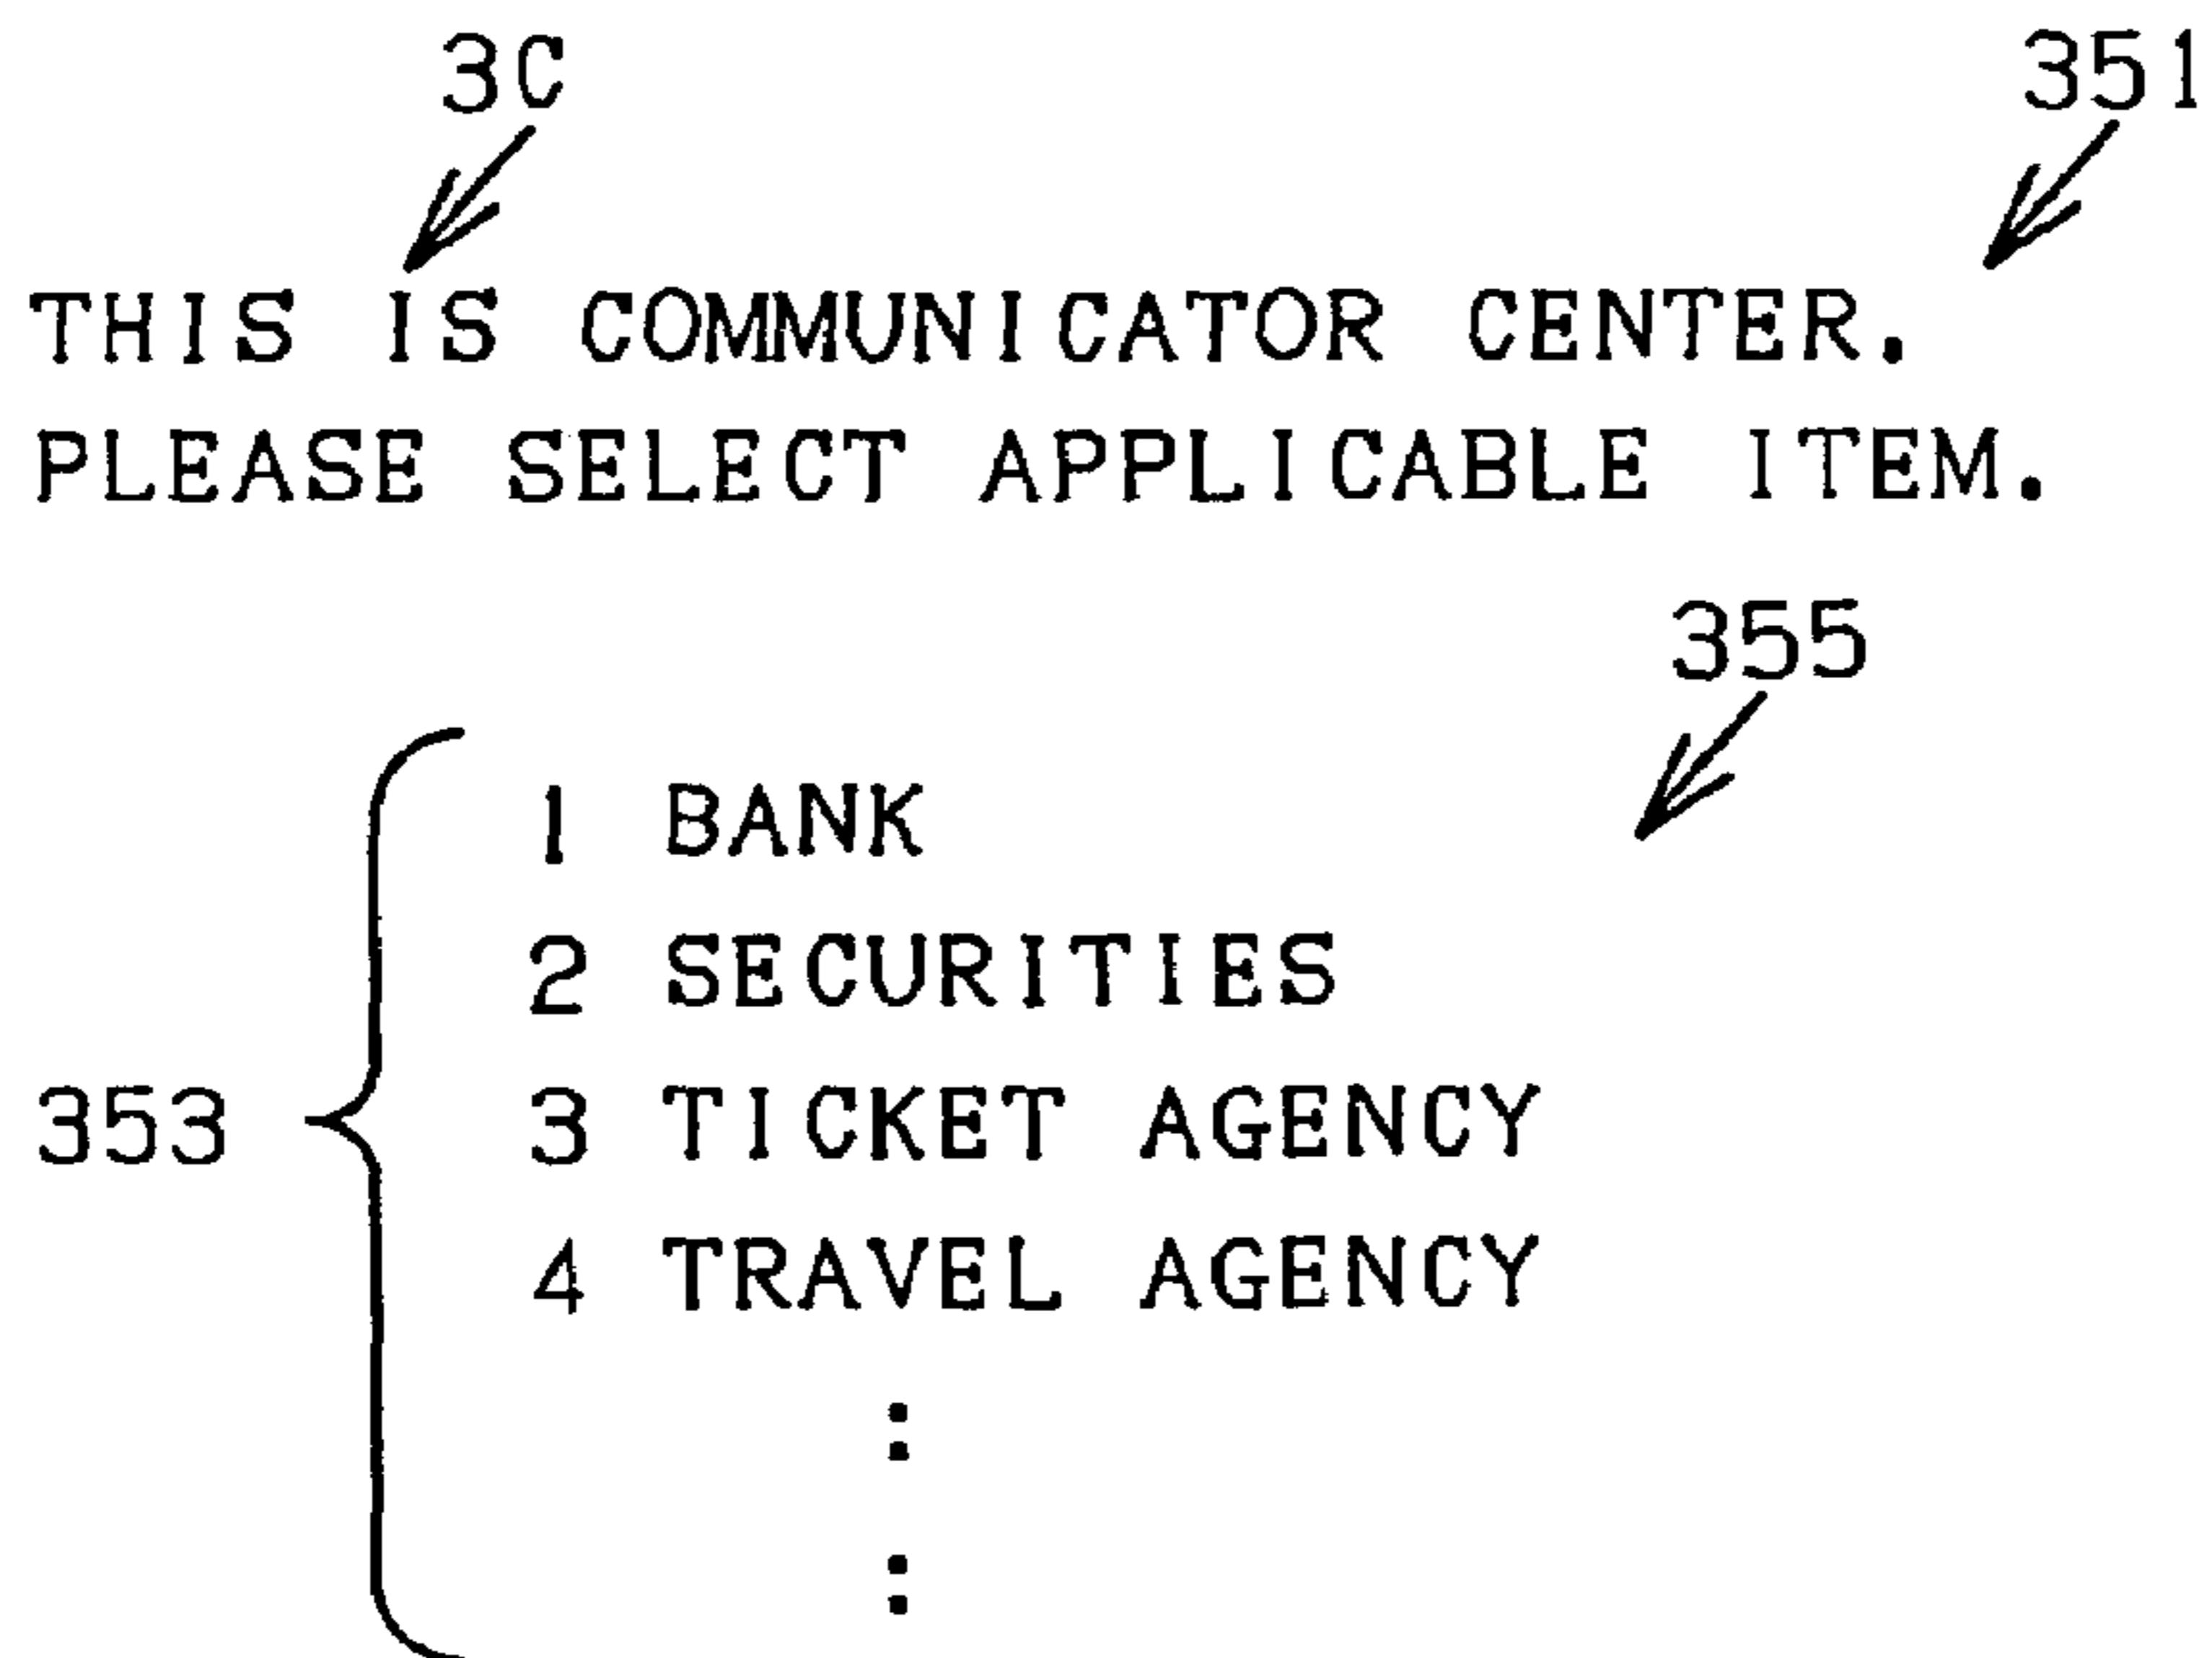 3C 351
THIS IS COMMUNICATOR CENTER.
PLEASE SELECT APPLICABLE ITEM.
355
1 BANK
2 SECURITIES
353 3 TICKET AGENCY
4 TRAVEL AGENCY
:
: